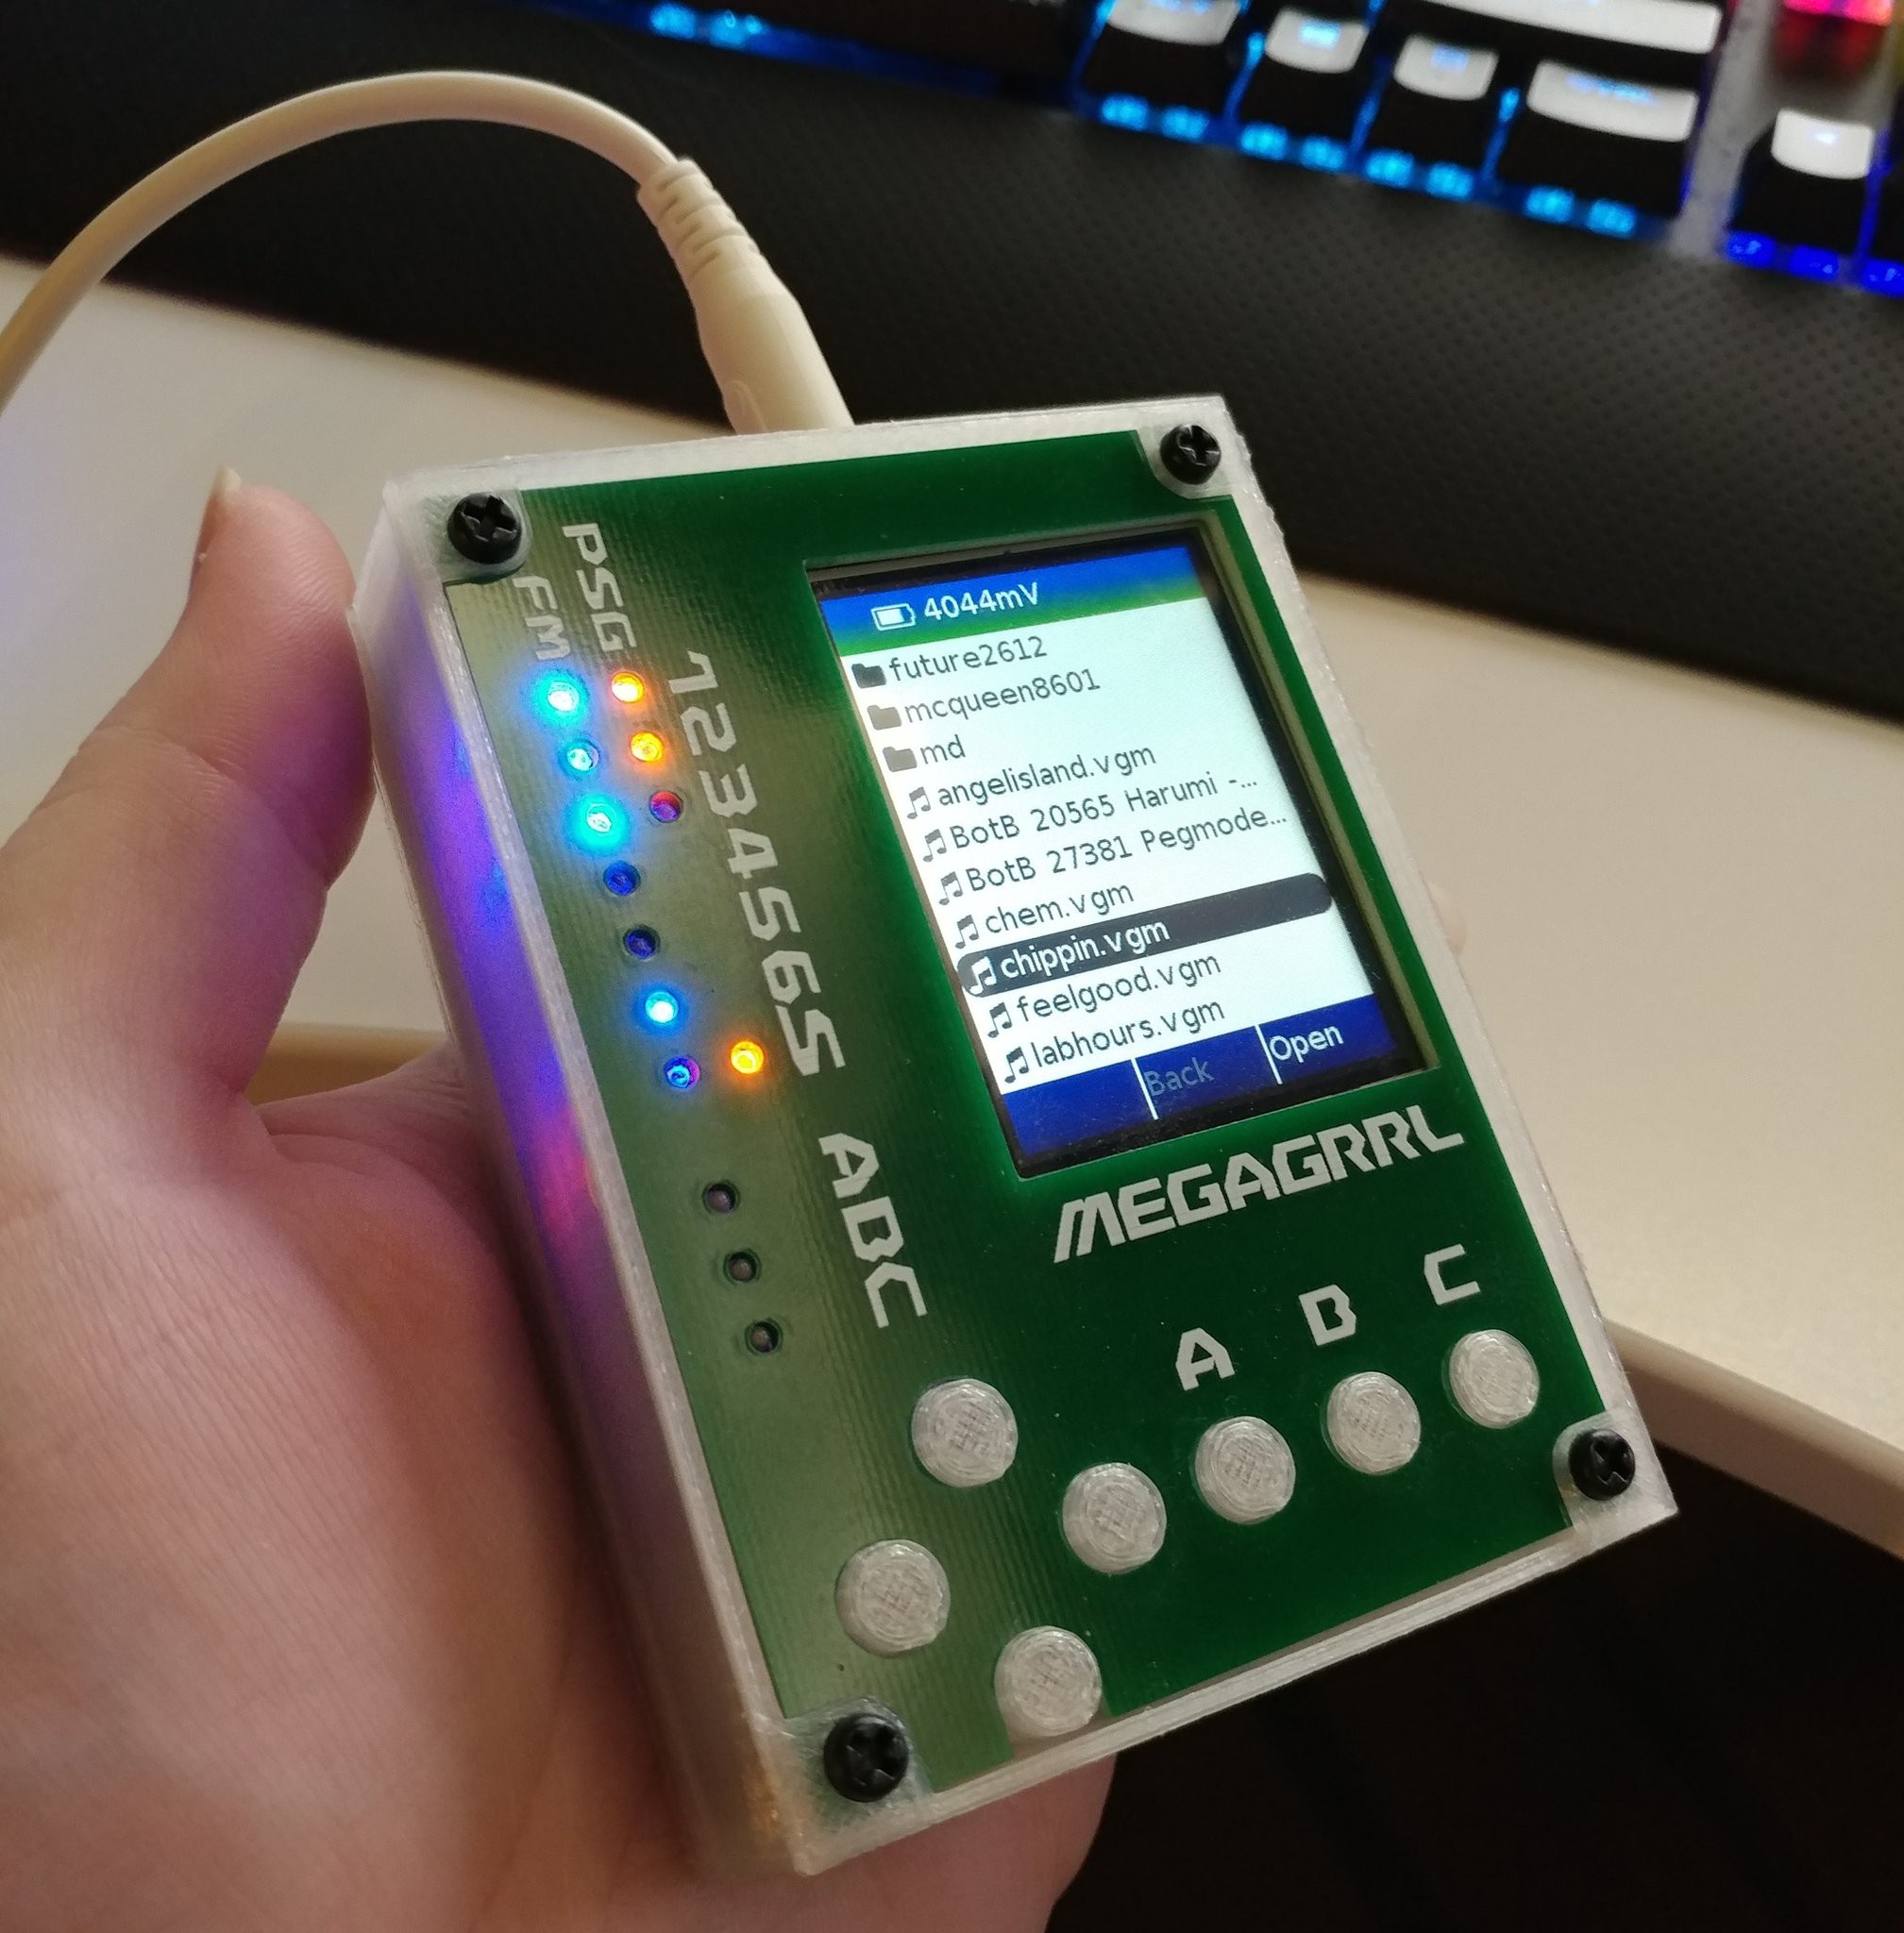 PSG
FM
123456S ABC
4044mV
future2612
mcqueen8601
md
angelisland.vgm
BotB 20565 Harumi -...
BotB 27381 Pegmode...
chem.vgm
chippin.vgm
feelgood.vgm
labhours.vgm
Back Open
MEGAGRRL
A B C